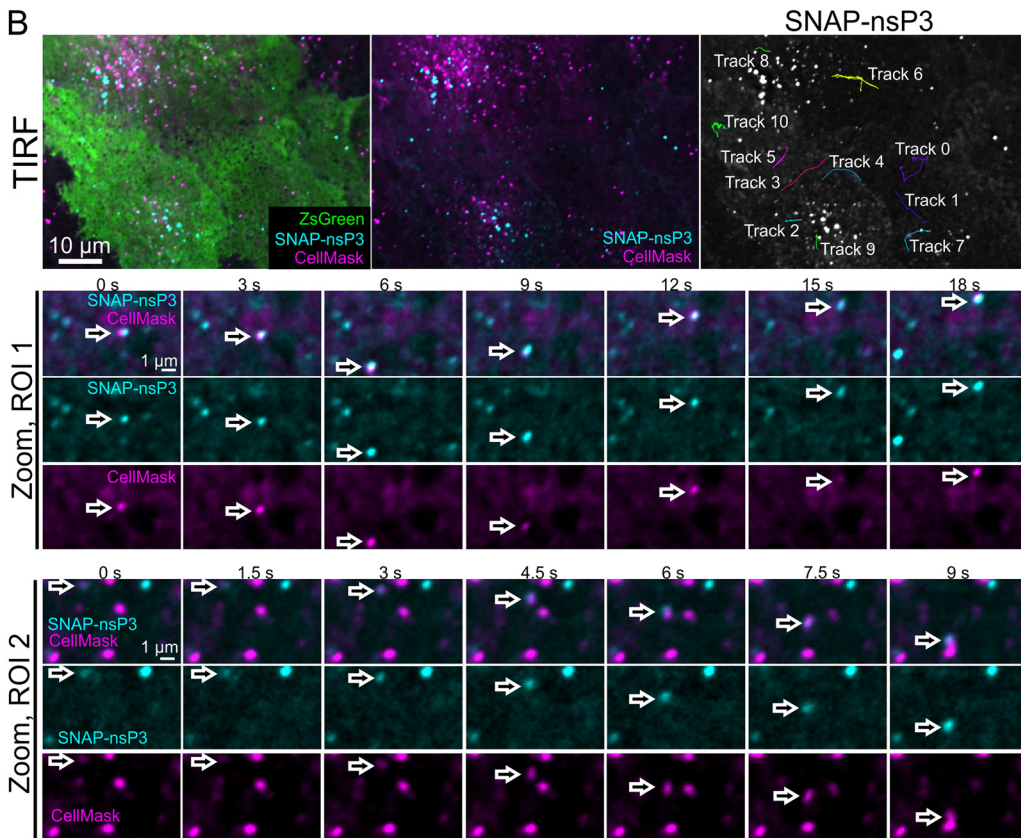 B
SNAP-nsP3
TIRF
ZsGreen
SNAP-nsP3
CellMask
10 µm
SNAP-nsP3
CellMask
Track 8
Track 6
Track 10
Track 5
Track 4
Track 0
Track 3
Track 1
Track 2
Track 9
Track 7
Zoom, ROI 1
0 s 3 s 6 s 9 s 12 s 15 s 18 s
SNAP-nsP3
CellMask
1 µm
SNAP-nsP3
CellMask
Zoom, ROI 2
0 s 1.5 s 3 s 4.5 s 6 s 7.5 s 9 s
SNAP-nsP3
CellMask
1 µm
SNAP-nsP3
CellMask